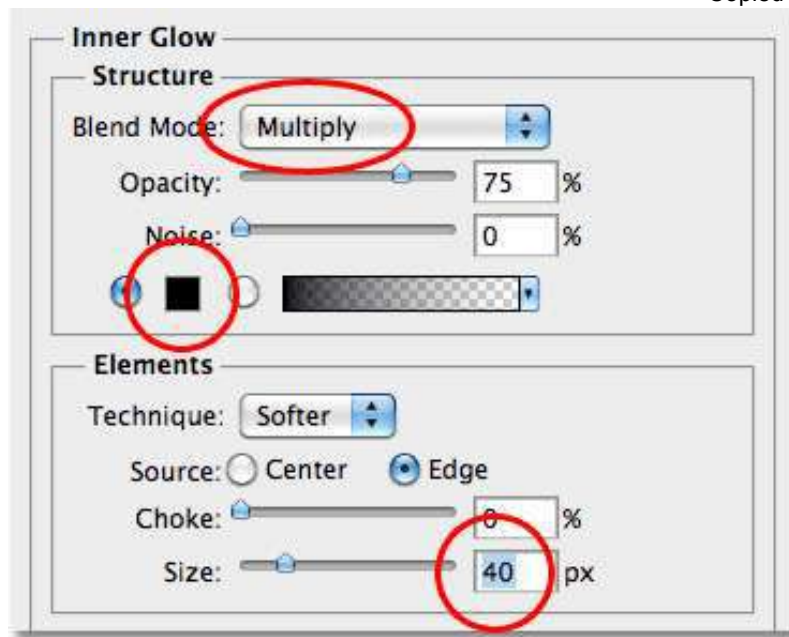 Inner Glow
Structure
Blend Mode: Multiply
Opacity: 75 %
Noise: 0 %
Elements
Technique: Softer
Source: Center Edge
Choke: 0 %
Size: 40 px